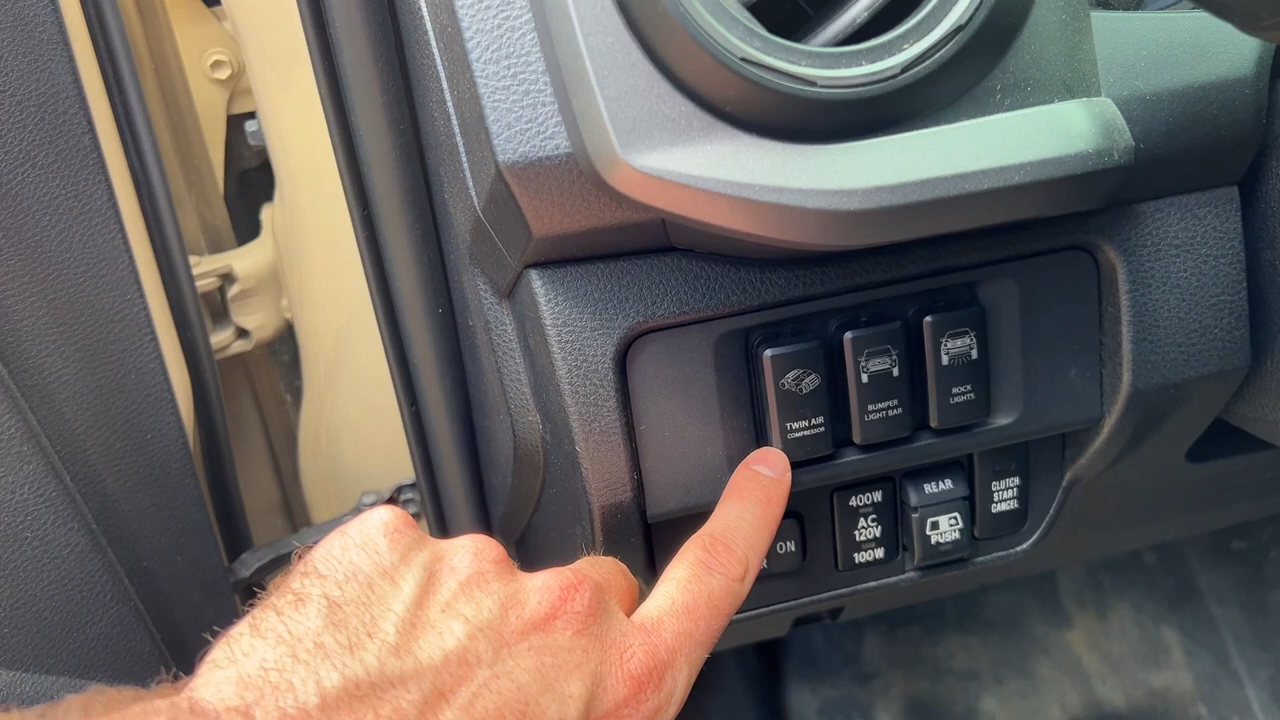 TWIN AIR
COMPRESSOR
BUMPER
LIGHT BAR
ROCK
LIGHTS
ON
400W
AC
120V
100W
REAR
PUSH
CLUTCH
START
CANCEL